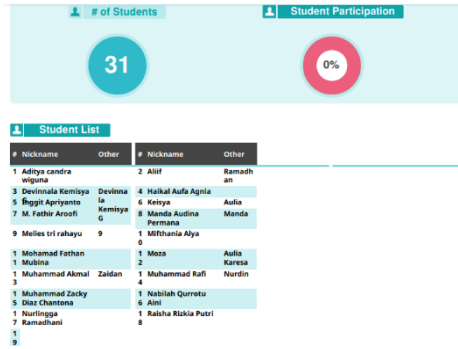 # of Students
Student Participation
31
0%
Student List
# Nickname Other # Nickname Other
1 Aditya candra wiguna 2 Aliif Ramadhan
3 Devinnala Kemisya G Devinnala Kemisya G 4 Haikal Aufa Agnia
5 Inggit Apriyanto 6 Keisya Aulia
7 M. Fathir Aroofi 8 Manda Audina Permana Manda
9 Melies tri rahayu 9 10 Mifthania Alya
11 Mohamad Fathan Mubina 12 Moza Aulia Karesa
13 Muhammad Akmal Zaidan 14 Muhammad Rafi Nurdin
15 Muhammad Zacky Diaz Chantona 16 Nabilah Qurrotu Aini
17 Nurlingga Ramadhani 18 Raisha Rizkia Putri
19